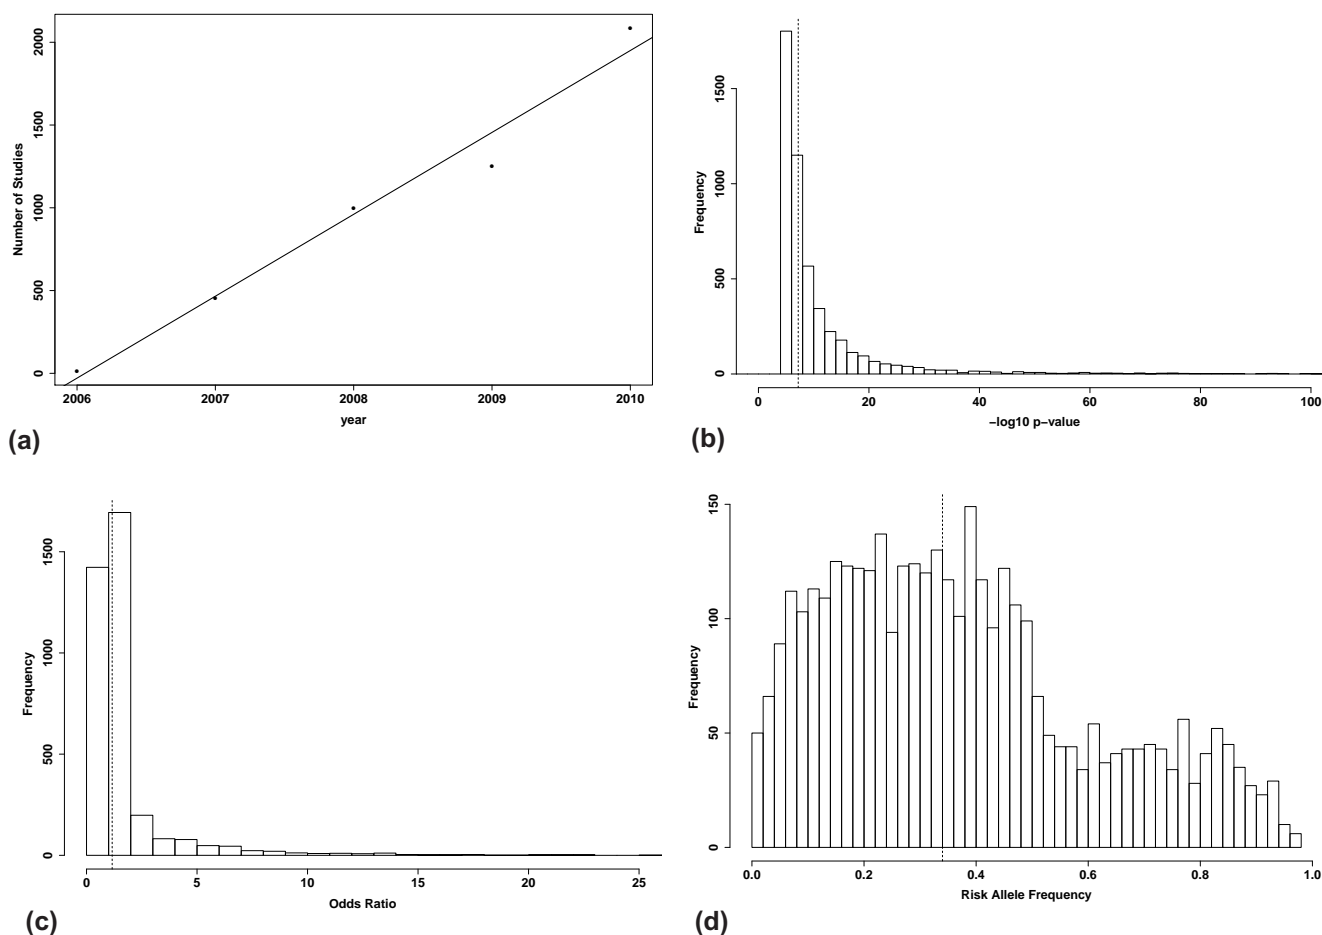 2000
1500
1000
500
0
Number of Studies
2006 2007 2008 2009 2010
year
(a)
1500
1000
500
0
Frequency
0 20 40 60 80 100
−log10 p−value
(b)
1500
1000
500
0
Frequency
0 5 10 15 20 25
Odds Ratio
(c)
150
100
50
0
Frequency
0.0 0.2 0.4 0.6 0.8 1.0
Risk Allele Frequency
(d)